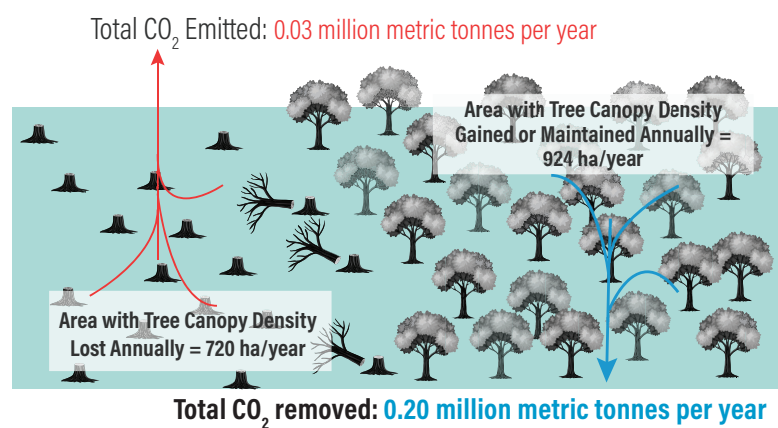 Total CO₂ Emitted: 0.03 million metric tonnes per year
Area with Tree Canopy Density
Gained or Maintained Annually =
924 ha/year
Area with Tree Canopy Density
Lost Annually = 720 ha/year
Total CO₂ removed: 0.20 million metric tonnes per year